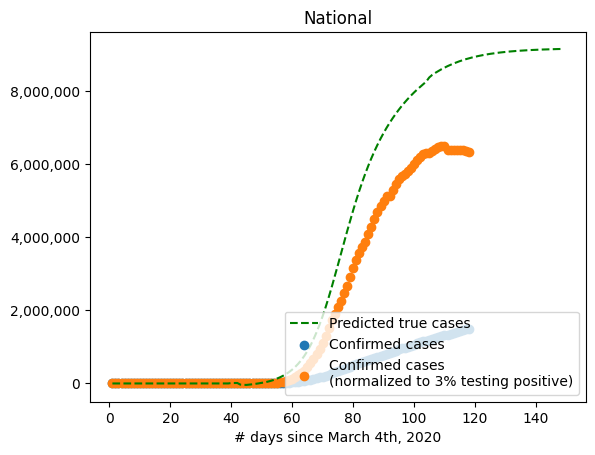 National
8,000,000
6,000,000
4,000,000
2,000,000
0
Predicted true cases
Confirmed cases
Confirmed cases
(normalized to 3% testing positive)
0 20 40 60 80 100 120 140
# days since March 4th, 2020